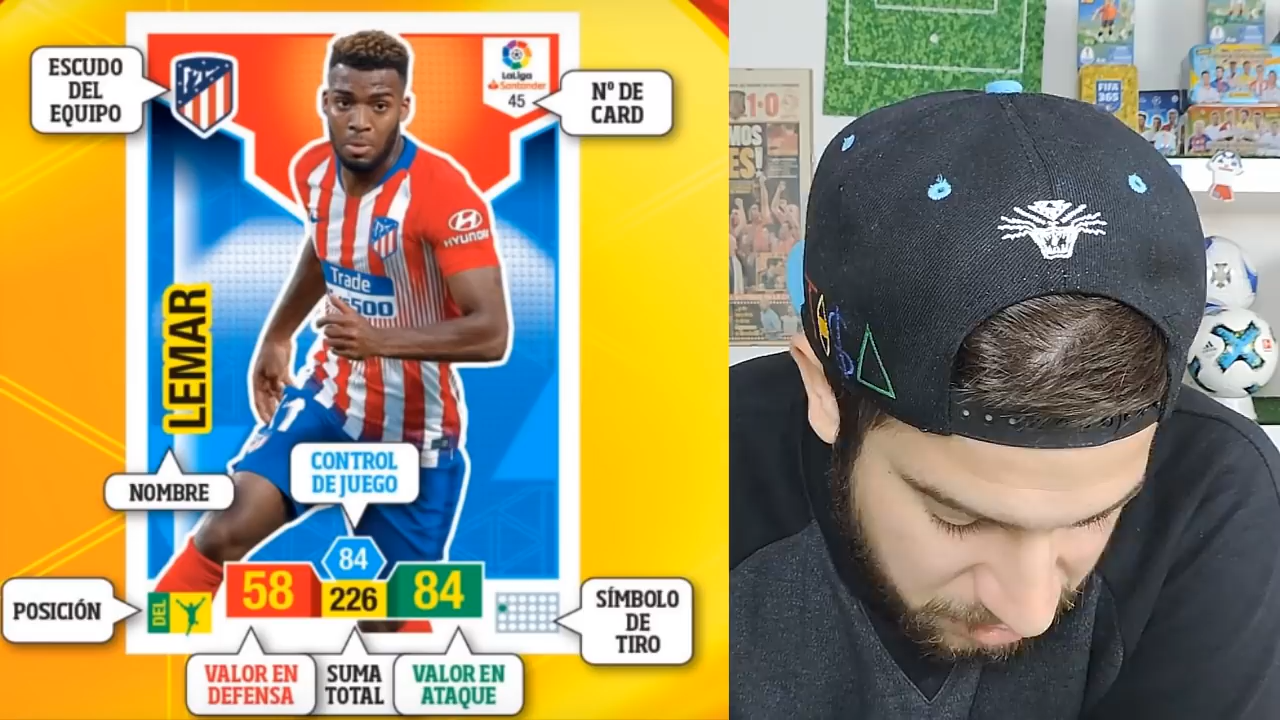 ESCUDO
DEL
EQUIPO
LaLiga
Santander
45
Nº DE
CARD
HYUNDAI
Trade
500
LEMAR
NOMBRE
CONTROL
DE JUEGO
84
58
226
84
POSICIÓN
DEL
SÍMBOLO
DE
TIRO
VALOR EN
DEFENSA
SUMA
TOTAL
VALOR EN
ATAQUE
1-0
FIFA
365